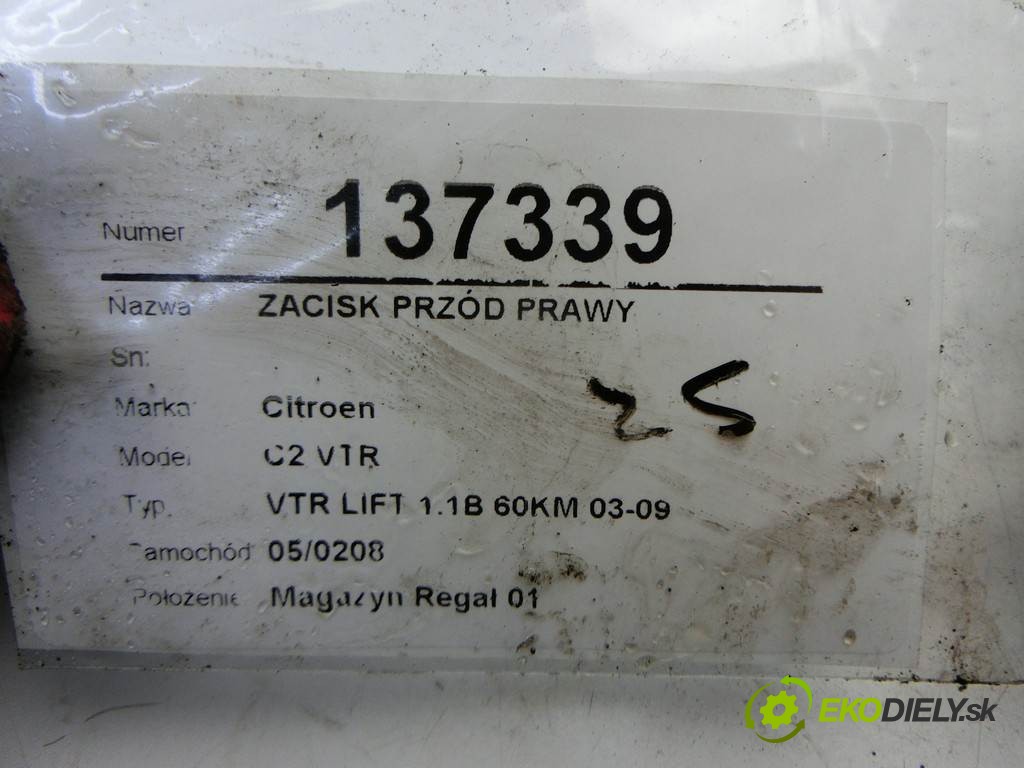 Numer 137339
Nazwa ZACISK PRZÓD PRAWY
Sn:
Marka Citroen
Model C2 VTR
Typ VTR LIFT 1.1B 60KM 03-09
Samochód 05/0208
Położenie Magazyn Regał 01
EKODIELY.sk